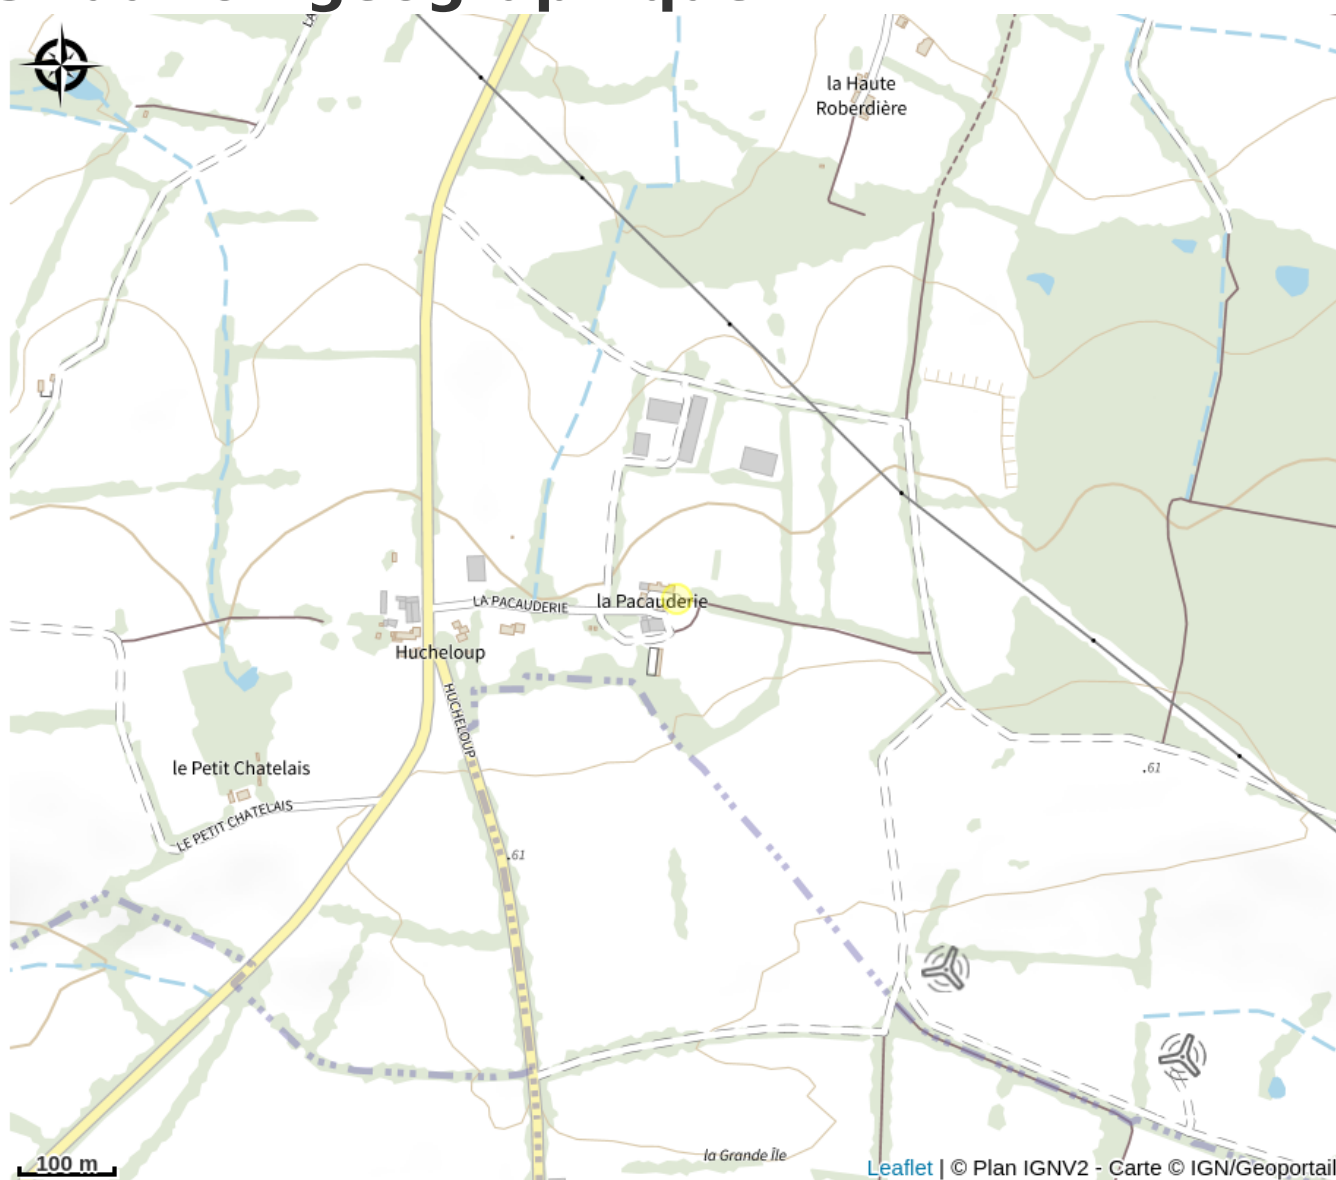 la Haute
Roberdière
LA PACAUDERIE
la Pacauderie
Hucheloup
HUCHELOUP
le Petit Chatelais
LE PETIT CHATELAIS
.61
.61
la Grande Île
100 m
Leaflet | © Plan IGNV2 - Carte © IGN/Geoportail